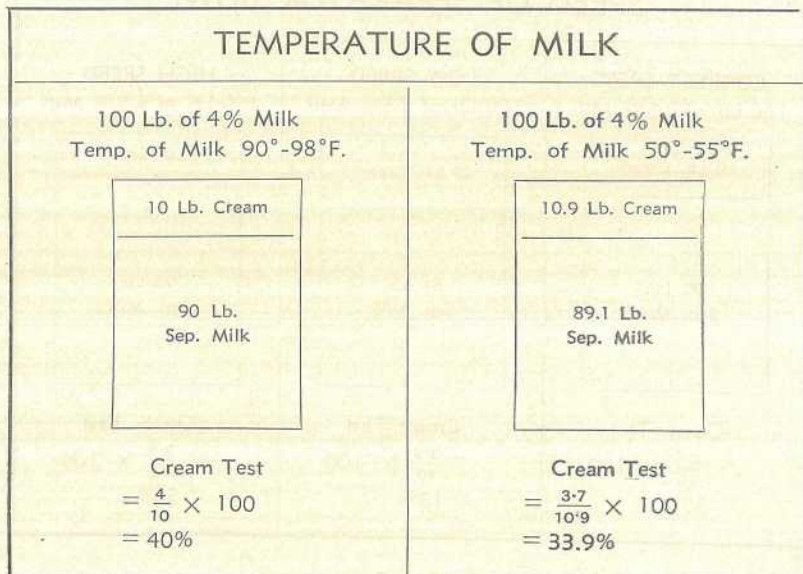 TEMPERATURE OF MILK
100 Lb. of 4% Milk
Temp. of Milk 90°-98°F.
10 Lb. Cream
90 Lb.
Sep. Milk
Cream Test
= 4/10 × 100
= 40%
100 Lb. of 4% Milk
Temp. of Milk 50°-55°F.
10.9 Lb. Cream
89.1 Lb.
Sep. Milk
Cream Test
= 3·7/10·9 × 100
= 33.9%